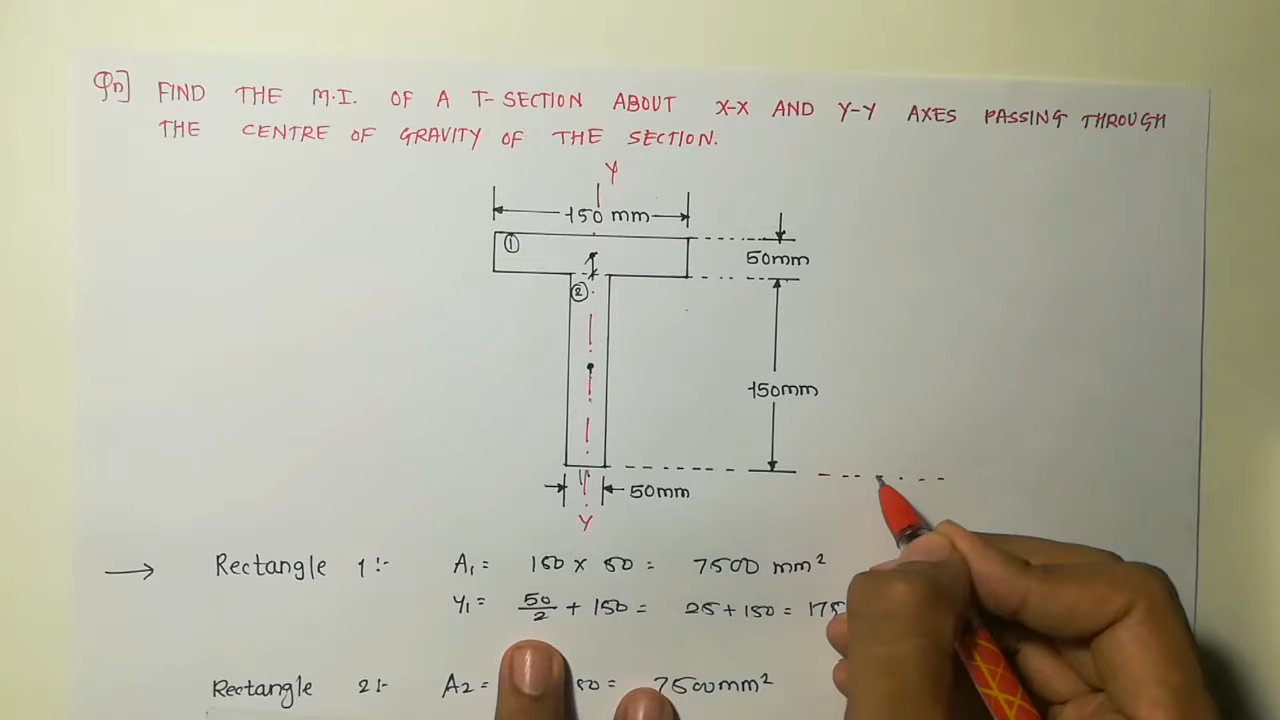 Qn] FIND THE M.I. OF A T-SECTION ABOUT X-X AND Y-Y AXES PASSING THROUGH
THE CENTRE OF GRAVITY OF THE SECTION.
Y
150 mm
1
50mm
2
150mm
50mm
Y
Rectangle 1:- A1= 150 x 50 = 7500 mm²
Y1= 50/2 + 150 = 25 + 150 = 175
Rectangle 2:- A2= 50 = 7500mm²